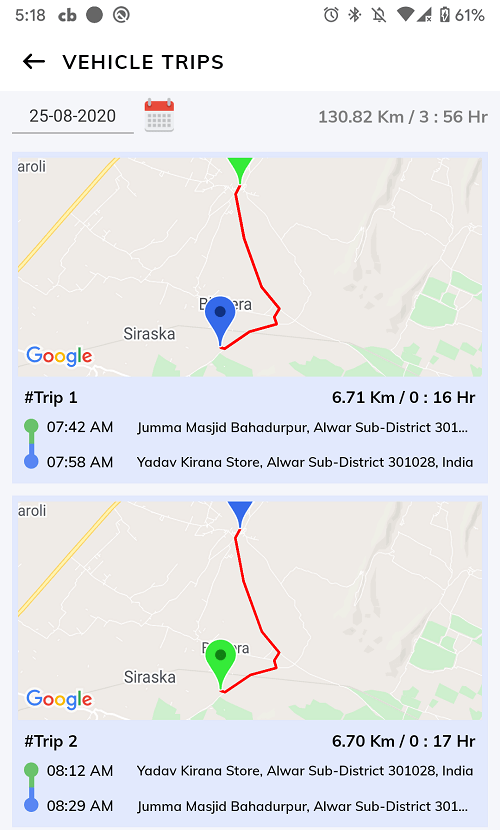 5:18 cb 61%
VEHICLE TRIPS
25-08-2020
130.82 Km / 3 : 56 Hr
aroli
Siraska
Google
#Trip 1 6.71 Km / 0 : 16 Hr
07:42 AM Jumma Masjid Bahadurpur, Alwar Sub-District 301...
07:58 AM Yadav Kirana Store, Alwar Sub-District 301028, India
aroli
Siraska
Google
#Trip 2 6.70 Km / 0 : 17 Hr
08:12 AM Yadav Kirana Store, Alwar Sub-District 301028, India
08:29 AM Jumma Masjid Bahadurpur, Alwar Sub-District 301...